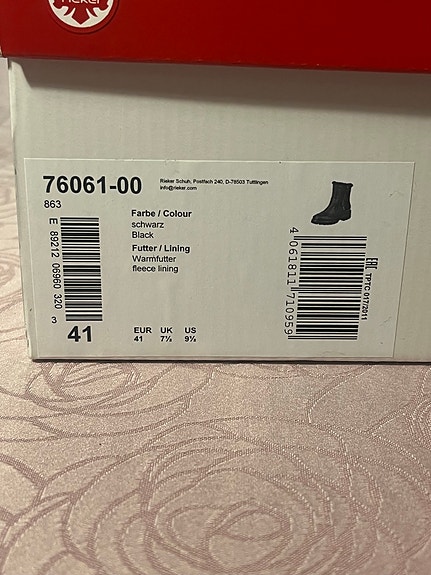 rieker
76061-00
Rieker Schuh, Postfach 240, D-78503 Tuttlingen
info@rieker.com
863
E 89212 06960 320 3
Farbe / Colour
schwarz
Black
Futter / Lining
Warmfutter
fleece lining
41
EUR UK US
41 7½ 9½
4 061811 710959
EAC TPTC 017/2011